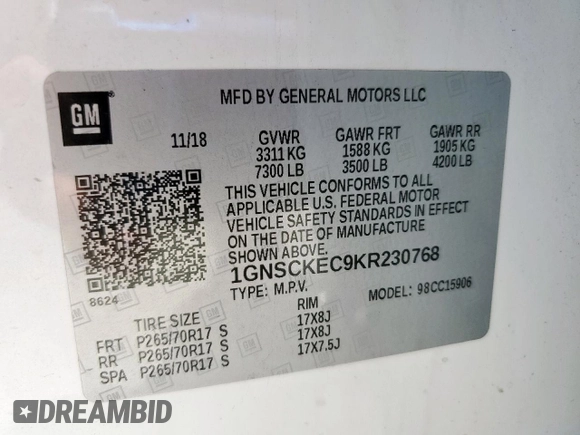 GM
MFD BY GENERAL MOTORS LLC
11/18 GVWR GAWR FRT GAWR RR
3311 KG 1588 KG 1905 KG
7300 LB 3500 LB 4200 LB
THIS VEHICLE CONFORMS TO ALL
APPLICABLE U.S. FEDERAL MOTOR
VEHICLE SAFETY STANDARDS IN EFFECT
ON THE DATE OF MANUFACTURE
SHOWN ABOVE.
1GNSCKEC9KR230768
8624
TYPE: M.P.V. MODEL: 98CC15906
TIRE SIZE RIM
FRT P265/70R17 S 17X8J
RR P265/70R17 S 17X8J
SPA P265/70R17 S 17X7.5J
DREAMBID